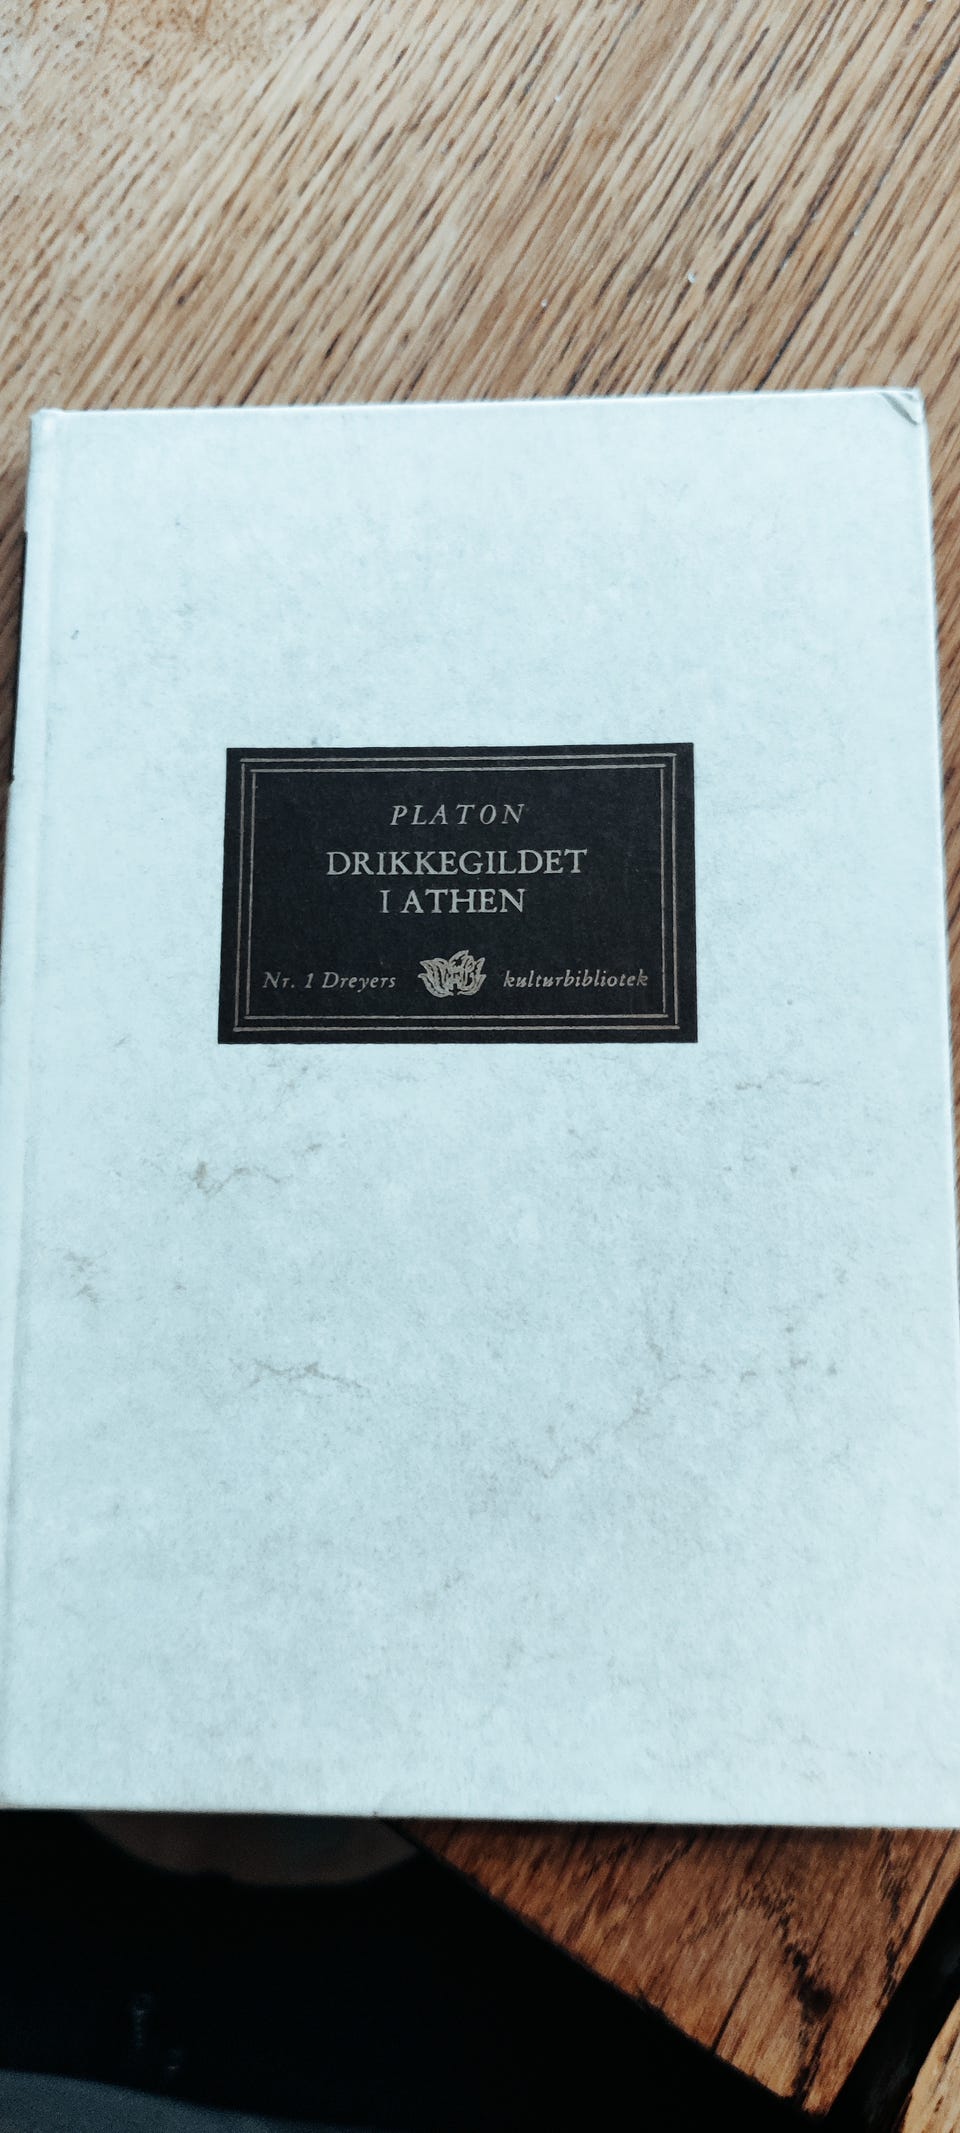 PLATON
DRIKKEGILDET
I ATHEN
Nr. 1 Dreyers kulturbibliotek